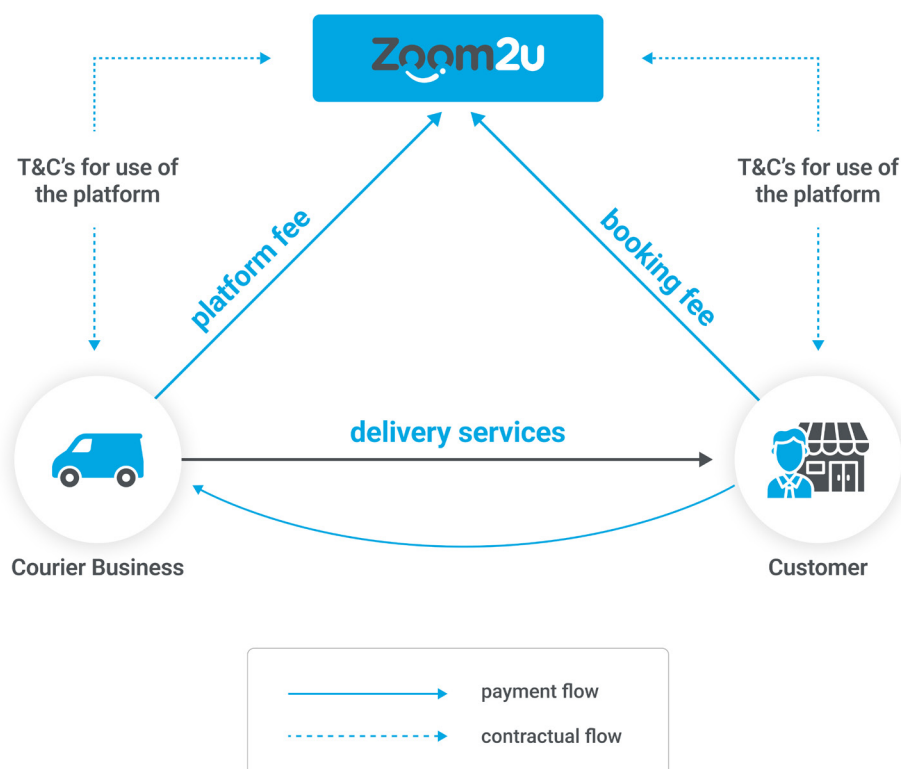 Zoom2u
T&C's for use of
the platform
T&C's for use of
the platform
platform fee
booking fee
delivery services
Courier Business
Customer
payment flow
contractual flow